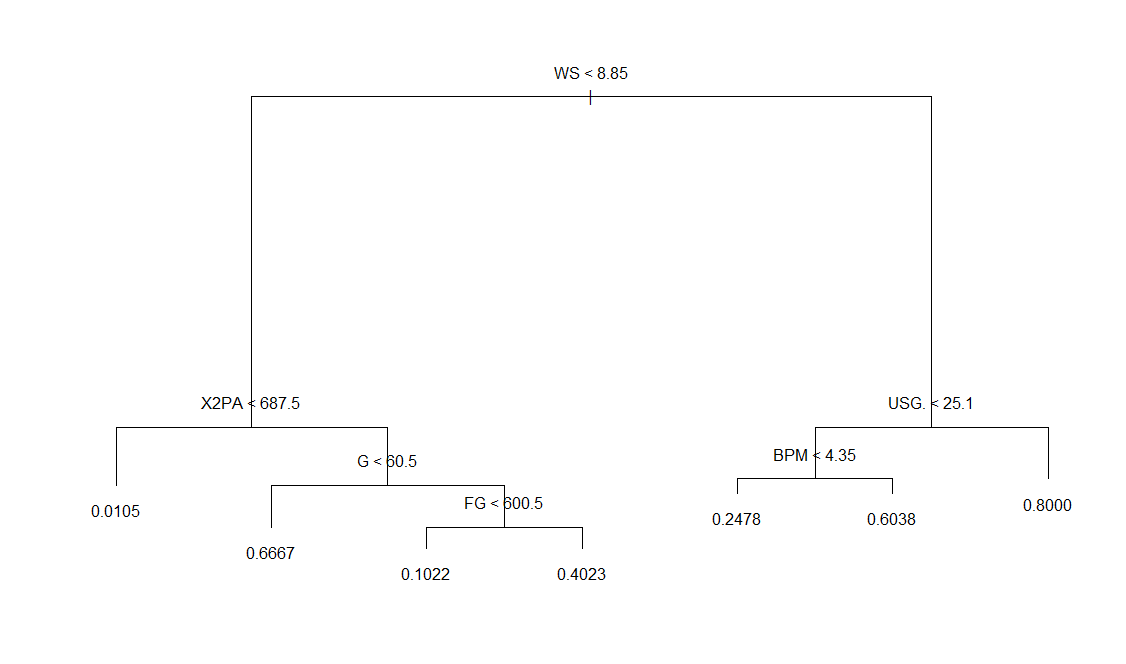 WS < 8.85
X2PA < 687.5
USG. < 25.1
BPM < 4.35
G < 60.5
FG < 600.5
0.0105
0.2478
0.6038
0.8000
0.6667
0.1022
0.4023